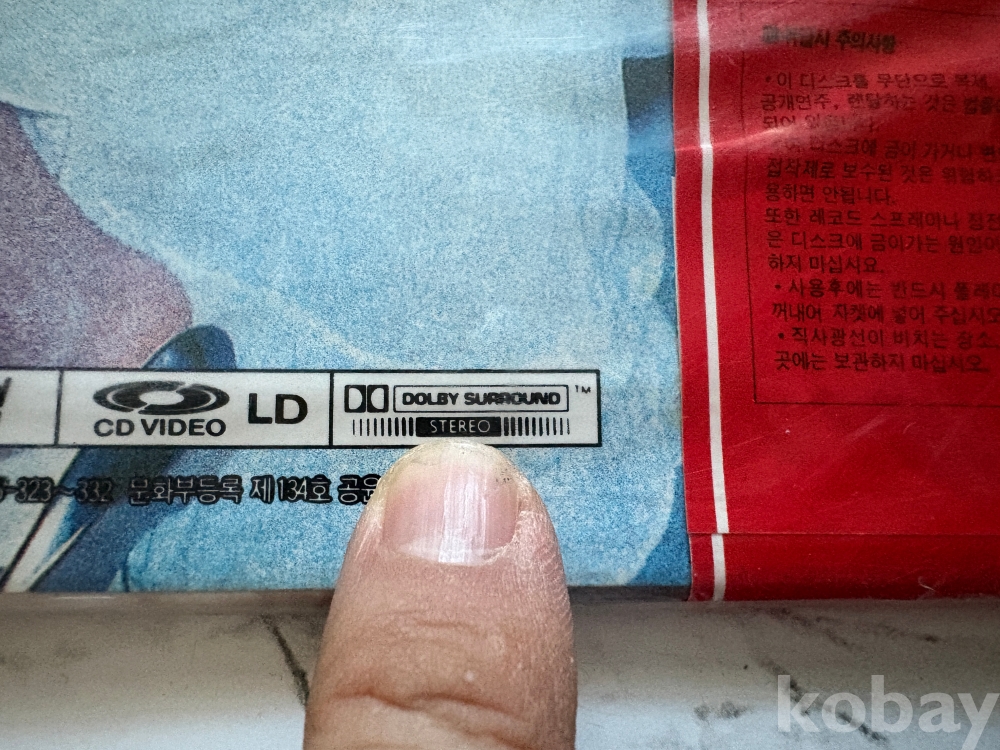 CD VIDEO
LD
DOLBY SURROUND ™
STEREO
-323~332 문화부등록 제134호 공윤
주의사항
• 이 디스크를 무단으로 복제
공개연주, 렌탈하는 것은 법률
되어 있습니다.
디스크에 금이 가거나 변
접착제로 보수된 것은 위험하
용하면 안됩니다.
또한 레코드 스프레이나 정전
은 디스크에 금이가는 원인이
하지 마십시요.
• 사용후에는 반드시 플레이
꺼내어 자켓에 넣어 주십시오
• 직사광선이 비치는 장소,
곳에는 보관하지 마십시오.
kobay